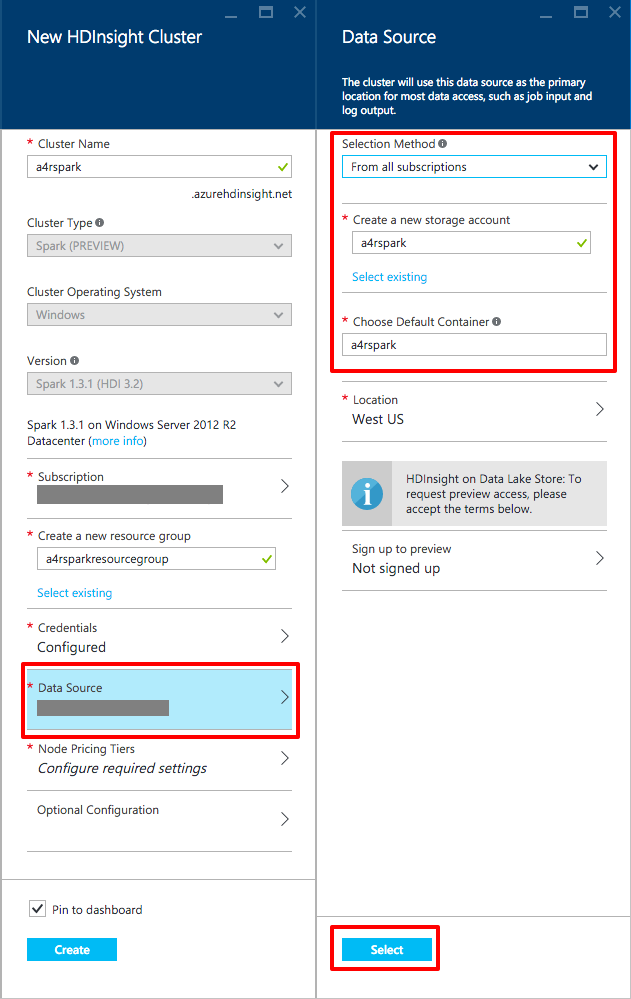 New HDInsight Cluster
* Cluster Name
a4rspark
.azurehdinsight.net
Cluster Type
Spark (PREVIEW)
Cluster Operating System
Windows
Version
Spark 1.3.1 (HDI 3.2)
Spark 1.3.1 on Windows Server 2012 R2
Datacenter (more info)
* Subscription
* Create a new resource group
a4rsparkresourcegroup
Select existing
* Credentials
Configured
* Data Source
* Node Pricing Tiers
Configure required settings
Optional Configuration
Pin to dashboard
Create
Data Source
The cluster will use this data source as the primary
location for most data access, such as job input and
log output.
Selection Method
From all subscriptions
* Create a new storage account
a4rspark
Select existing
* Choose Default Container
a4rspark
* Location
West US
HDInsight on Data Lake Store: To
request preview access, please
accept the terms below.
Sign up to preview
Not signed up
Select